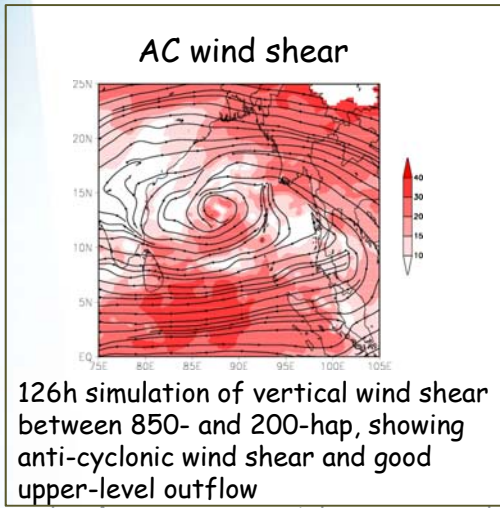 AC wind shear
25N
20N
15N
10N
5N
EQ
75E 80E 85E 90E 95E 100E 105E
40
30
20
15
10
126h simulation of vertical wind shear
between 850- and 200-hap, showing
anti-cyclonic wind shear and good
upper-level outflow